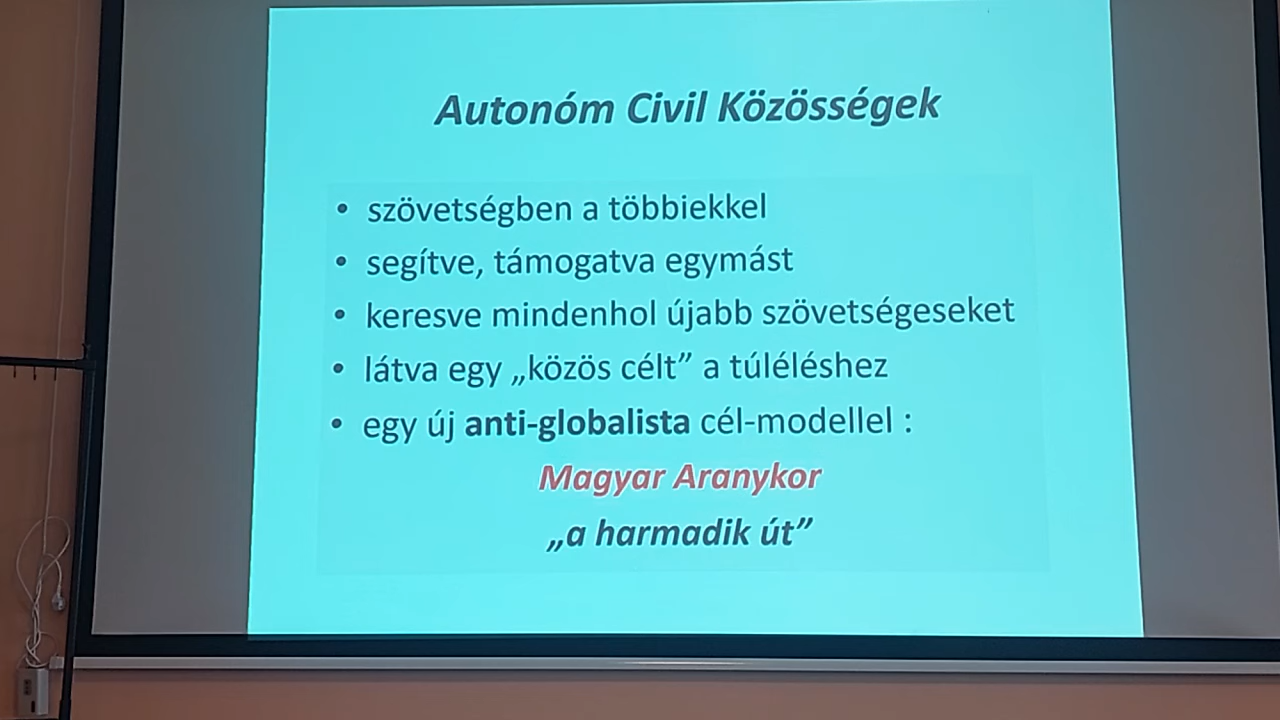 Autonóm Civil Közösségek
• szövetségben a többiekkel
• segítve, támogatva egymást
• keresve mindenhol újabb szövetségeseket
• látva egy „közös célt” a túléléshez
• egy új anti-globalista cél-modellel :
Magyar Aranykor
„a harmadik út”